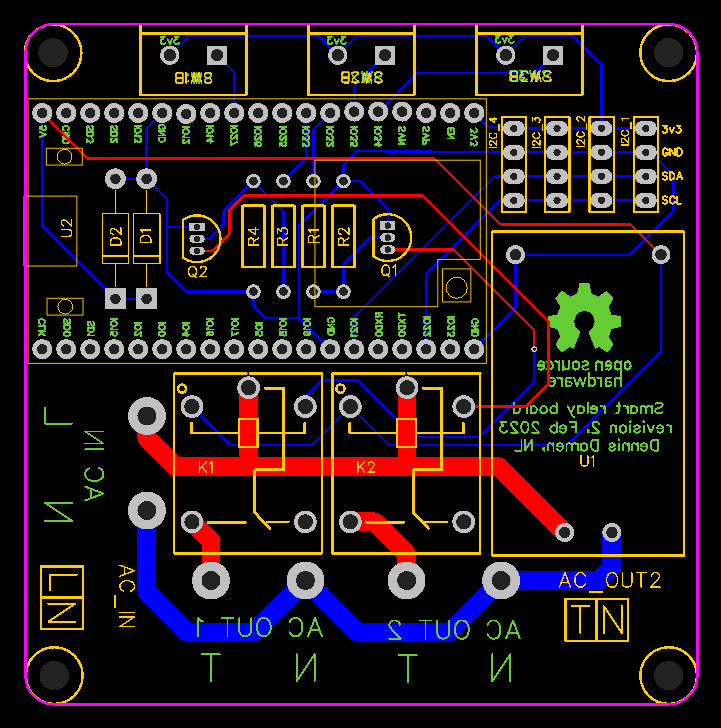 3v3 3v3 3v3
5V CMD SD3 SD2 IO13 GND IO12 IO14 IO27 IO26 IO25 IO33 IO32 IO35 IO34 SVN SVP EN 3V3
I2C_4 I2C_3 I2C_2 I2C_1
3v3
GND
SDA
SCL
U2 D2 D1 Q2 R4 R3 R1 R2 Q1
CLK SD0 SD1 IO15 IO2 IO0 IO4 IO16 IO17 IO5 IO18 IO19 GND IO21 RXD0 TXD0 IO22 IO23 GND
open source
hardware
Smart relay board
revision 2, Feb 2023
Dennis Damen, NL
U1
K1 K2
L
AC IN
N
L N
AC_IN
AC_OUT2
T N
AC OUT 1
AC OUT 2
T N T N